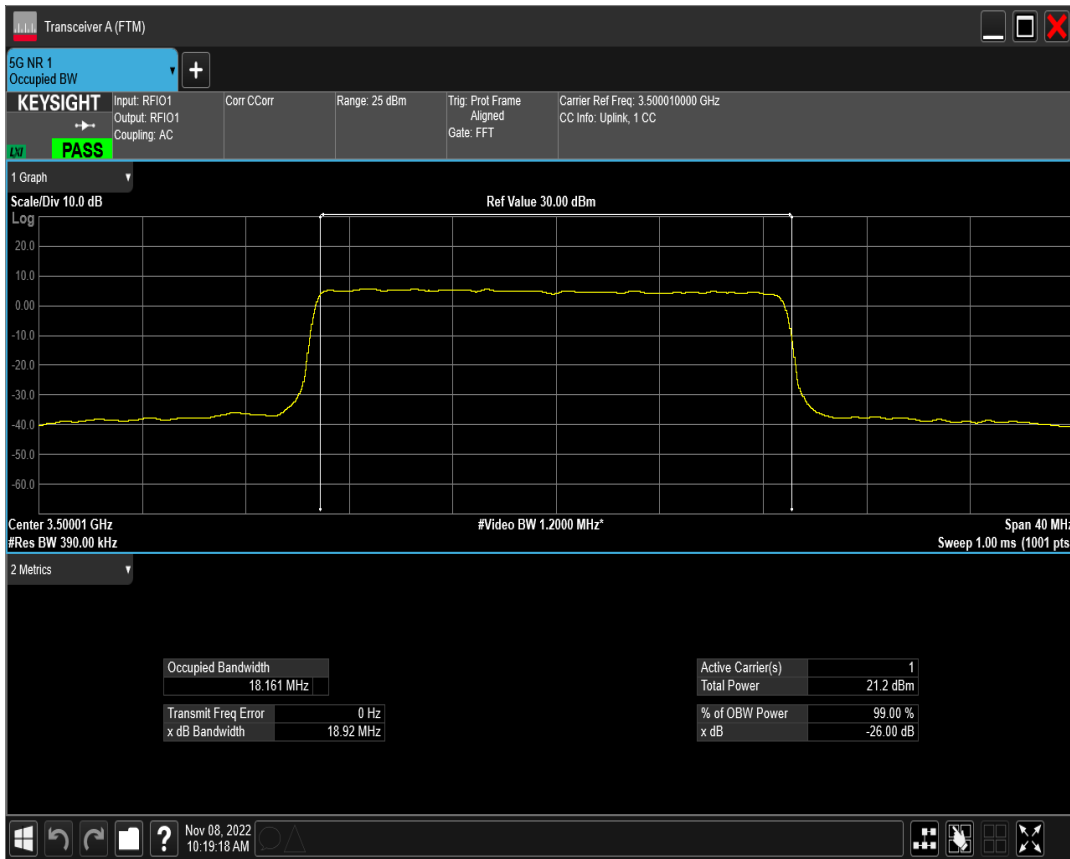 Transceiver A (FTM)
5G NR 1
Occupied BW
+
KEYSIGHT
LXI
PASS
Input: RFIO1
Output: RFIO1
Coupling: AC
Corr CCorr
Range: 25 dBm
Trig: Prot Frame
Aligned
Gate: FFT
Carrier Ref Freq: 3.500010000 GHz
CC Info: Uplink, 1 CC
1 Graph
Scale/Div 10.0 dB
Ref Value 30.00 dBm
Log
20.0
10.0
0.00
-10.0
-20.0
-30.0
-40.0
-50.0
-60.0
Center 3.50001 GHz
#Video BW 1.2000 MHz*
Span 40 MHz
#Res BW 390.00 kHz
Sweep 1.00 ms (1001 pts
2 Metrics
Occupied Bandwidth
18.161 MHz
Active Carrier(s) 1
Total Power 21.2 dBm
Transmit Freq Error 0 Hz
x dB Bandwidth 18.92 MHz
% of OBW Power 99.00 %
x dB -26.00 dB
?
Nov 08, 2022
10:19:18 AM